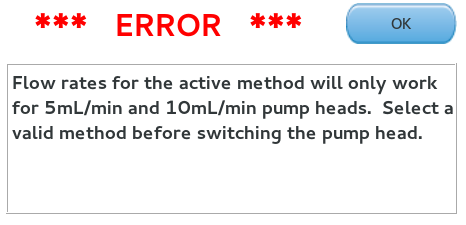 *** ERROR ***
OK
Flow rates for the active method will only work
for 5mL/min and 10mL/min pump heads.  Select a
valid method before switching the pump head.